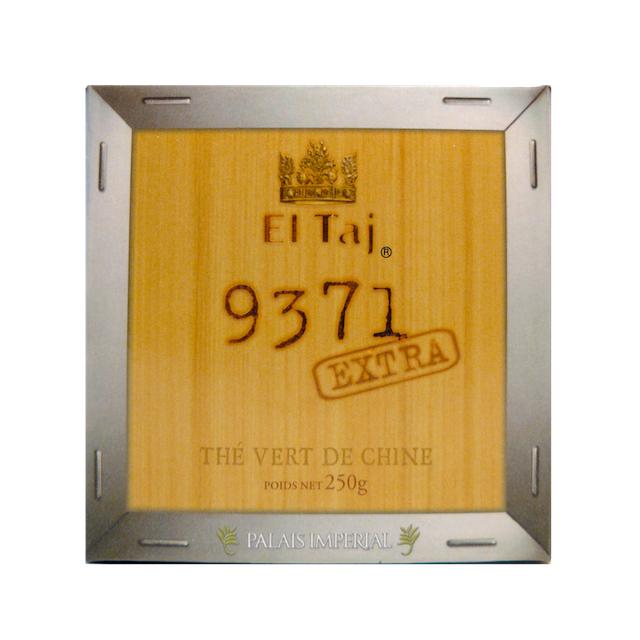 El Taj®
9371
EXTRA
THÉ VERT DE CHINE
POIDS NET 250g
PALAIS IMPERIAL